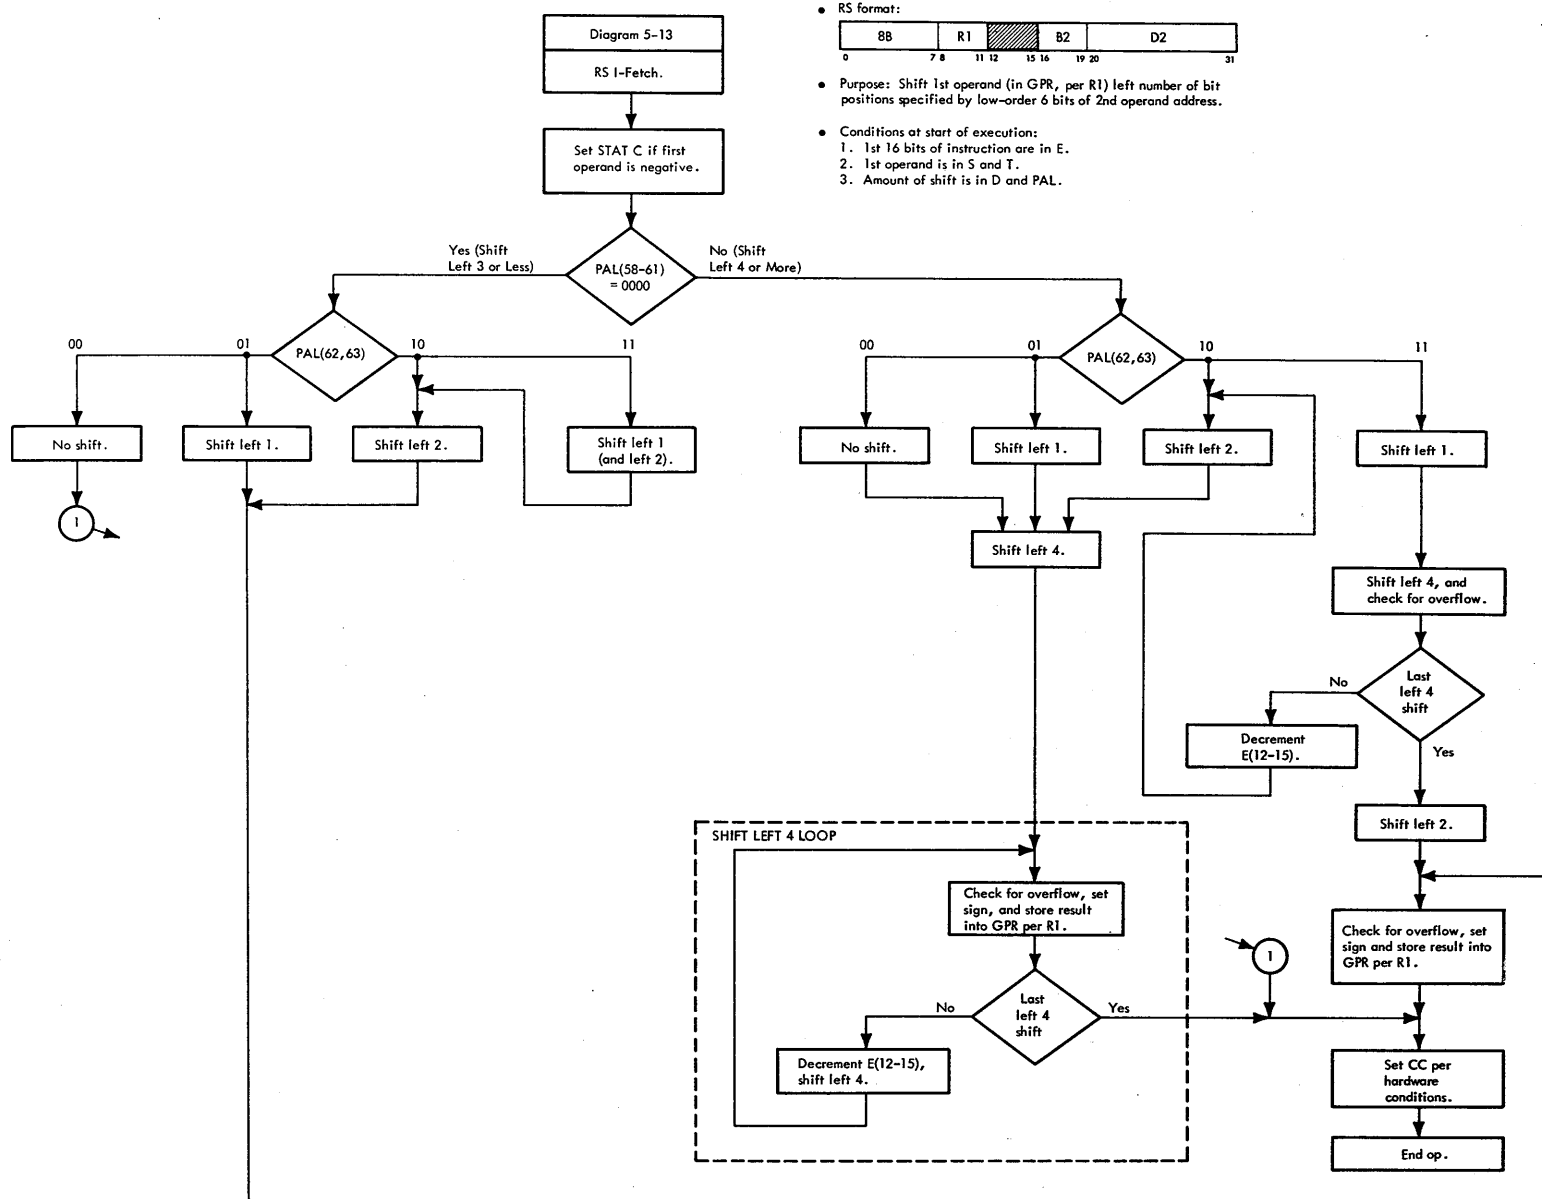 Diagram 5-13
RS I-Fetch.
Set STAT C if first
operand is negative.
• RS format:
8B R1 B2 D2
0 7 8 11 12 15 16 19 20 31
• Purpose: Shift 1st operand (in GPR, per R1) left number of bit
positions specified by low-order 6 bits of 2nd operand address.
• Conditions at start of execution:
1. 1st 16 bits of instruction are in E.
2. 1st operand is in S and T.
3. Amount of shift is in D and PAL.
Yes (Shift
Left 3 or Less)
PAL(58-61)
= 0000
No (Shift
Left 4 or More)
00
01
PAL(62,63)
10
11
No shift.
Shift left 1.
Shift left 2.
Shift left 1
(and left 2).
1
00
01
PAL(62,63)
10
11
No shift.
Shift left 1.
Shift left 2.
Shift left 1.
Shift left 4.
Shift left 4, and
check for overflow.
Last
left 4
shift
No
Yes
Decrement
E(12-15).
Shift left 2.
SHIFT LEFT 4 LOOP
Check for overflow, set
sign, and store result
into GPR per R1.
Last
left 4
shift
No
Yes
Decrement E(12-15),
shift left 4.
1
Check for overflow, set
sign and store result into
GPR per R1.
Set CC per
hardware
conditions.
End op.